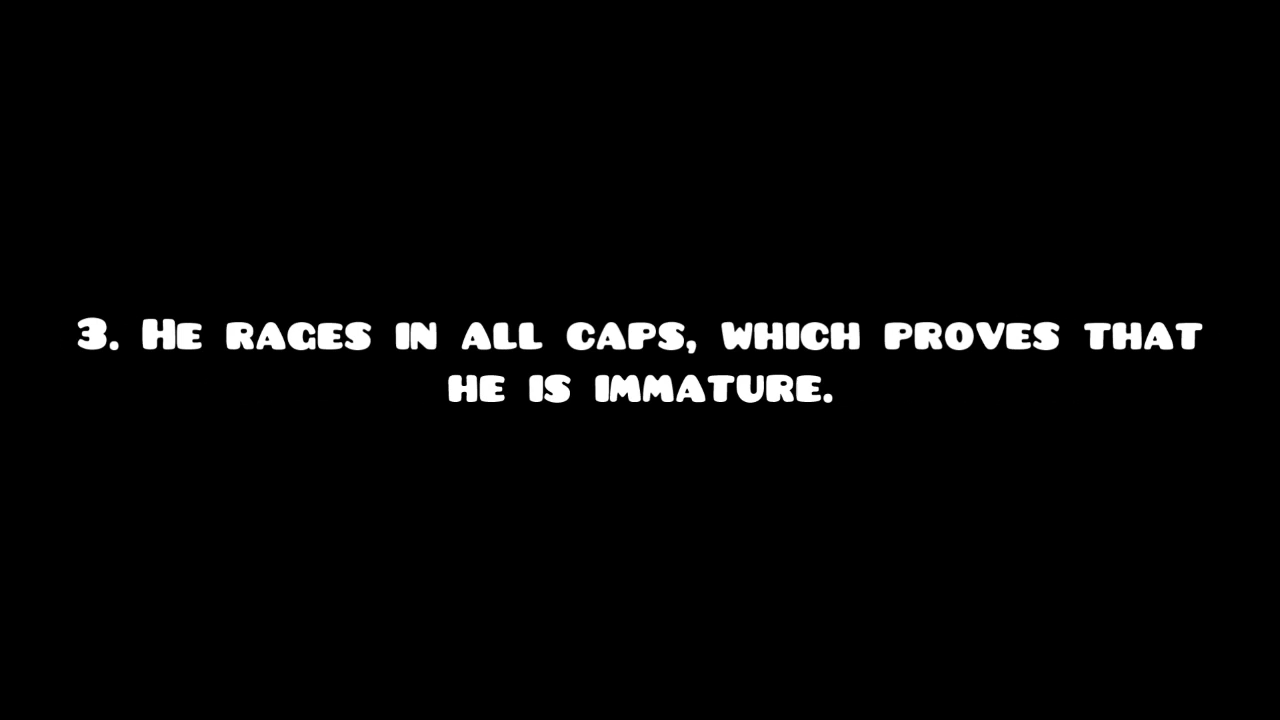 3. He rages in all caps, which proves that
he is immature.